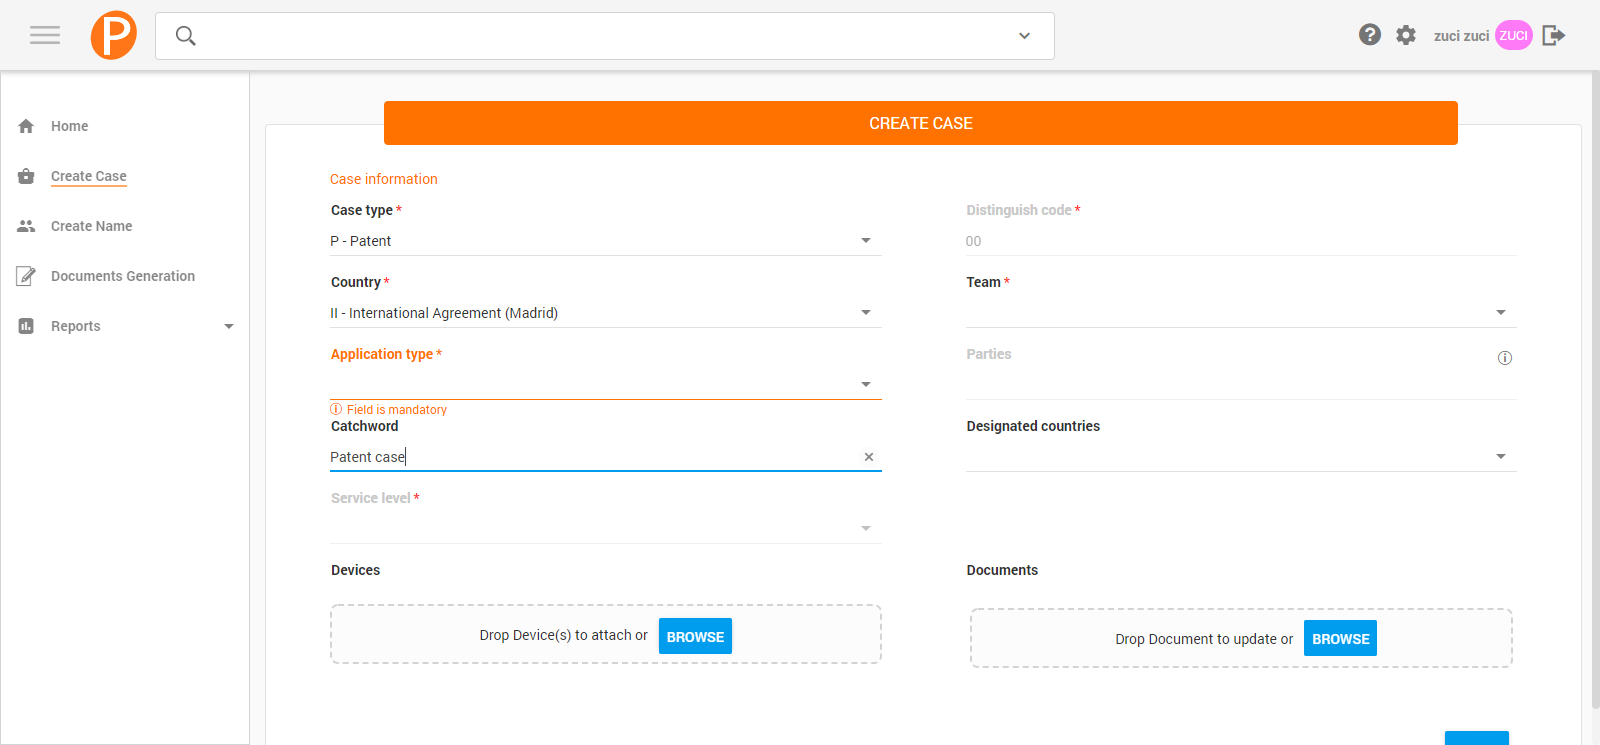 P
zuci zuci ZUCI
Home
Create Case
Create Name
Documents Generation
Reports
CREATE CASE
Case information
Case type *
P - Patent
Distinguish code *
00
Country *
II - International Agreement (Madrid)
Team *
Application type *
Field is mandatory
Parties
Catchword
Patent case
Designated countries
Service level *
Devices
Drop Device(s) to attach or BROWSE
Documents
Drop Document to update or BROWSE